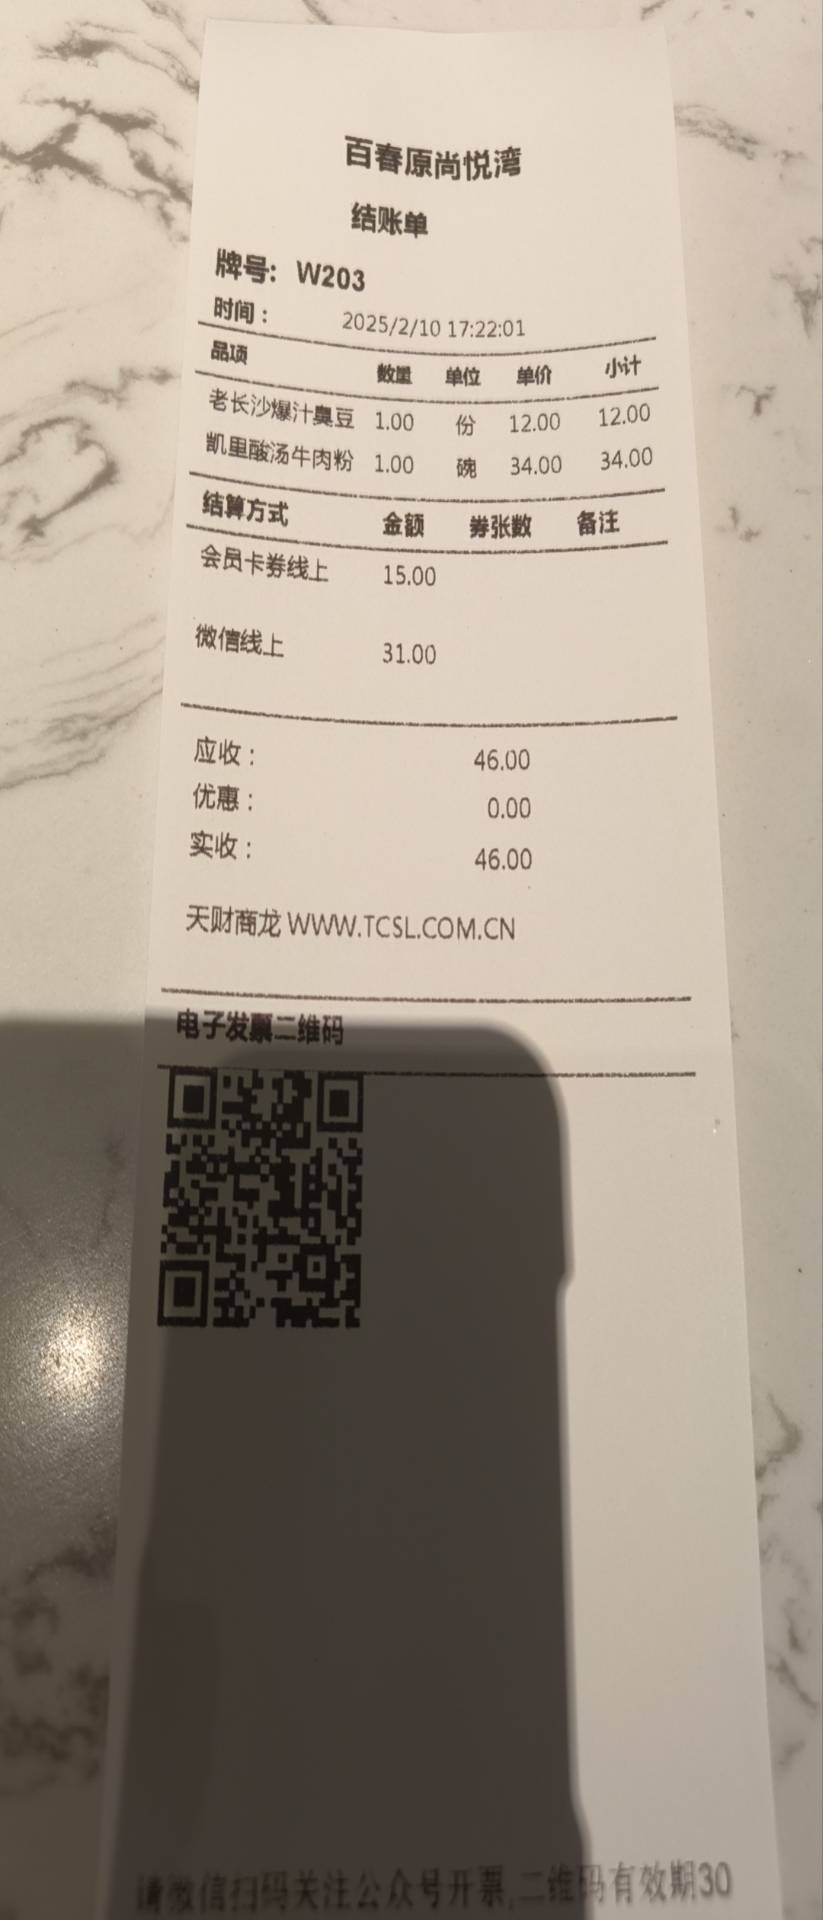 百春原尚悦湾
结账单
牌号: W203
时间： 2025/2/10 17:22:01
品项 数量 单位 单价 小计
老长沙爆汁臭豆 1.00 份 12.00 12.00
凯里酸汤牛肉粉 1.00 碗 34.00 34.00
结算方式 金额 券张数 备注
会员卡券线上 15.00
微信线上 31.00
应收： 46.00
优惠： 0.00
实收： 46.00
天财商龙 WWW.TCSL.COM.CN
电子发票二维码
请微信扫码关注公众号开票,二维码有效期30